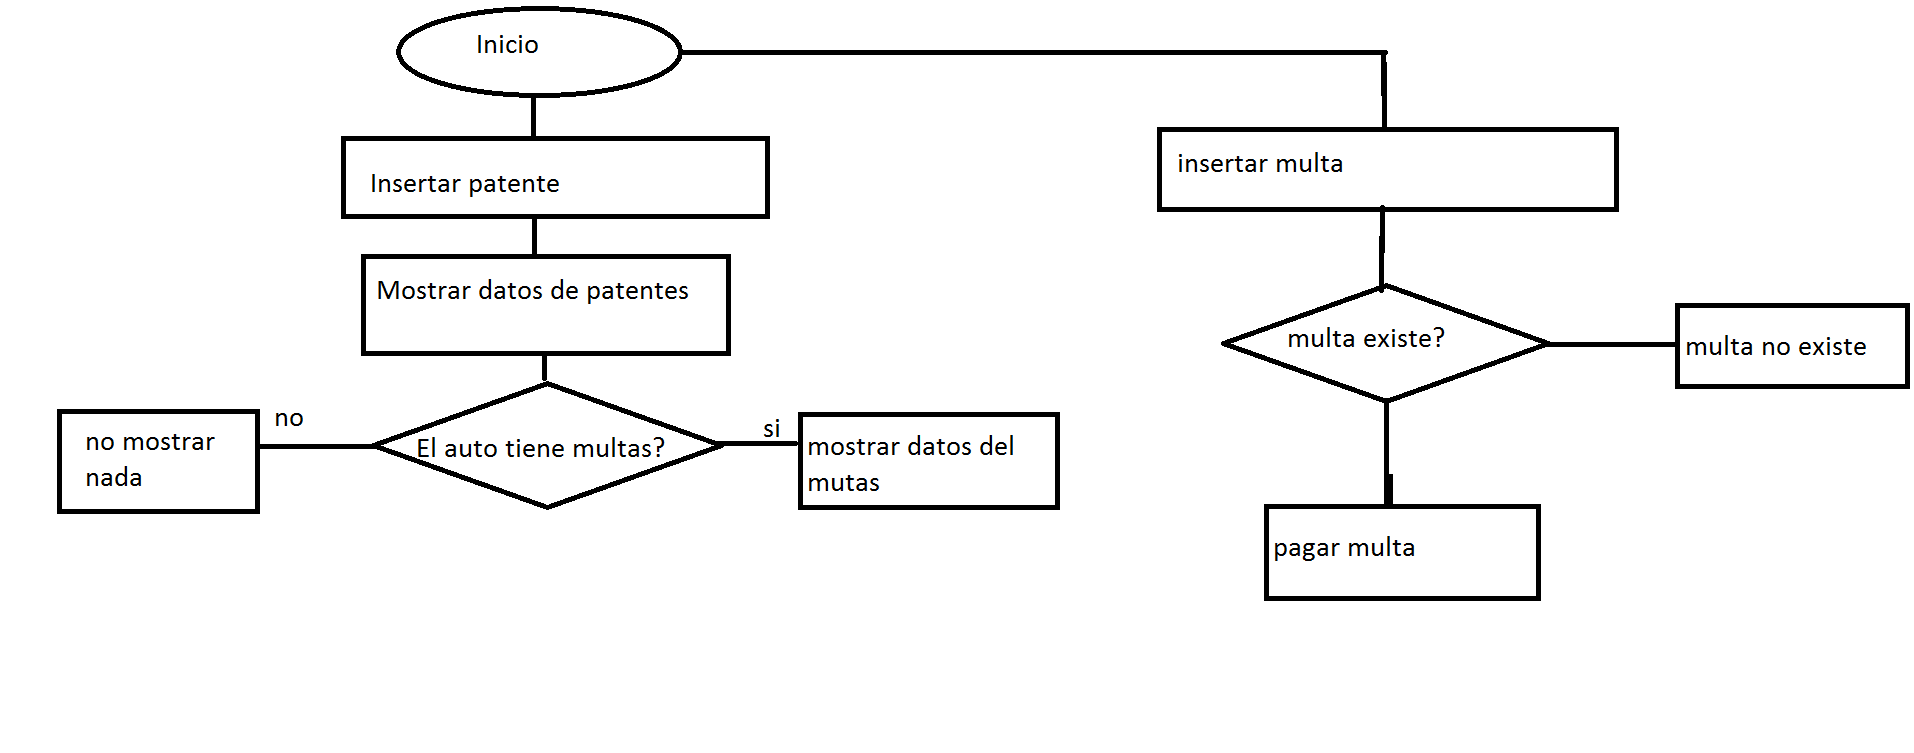 Inicio
Insertar patente
Mostrar datos de patentes
El auto tiene multas?
no
no mostrar
nada
si
mostrar datos del
mutas
insertar multa
multa existe?
multa no existe
pagar multa